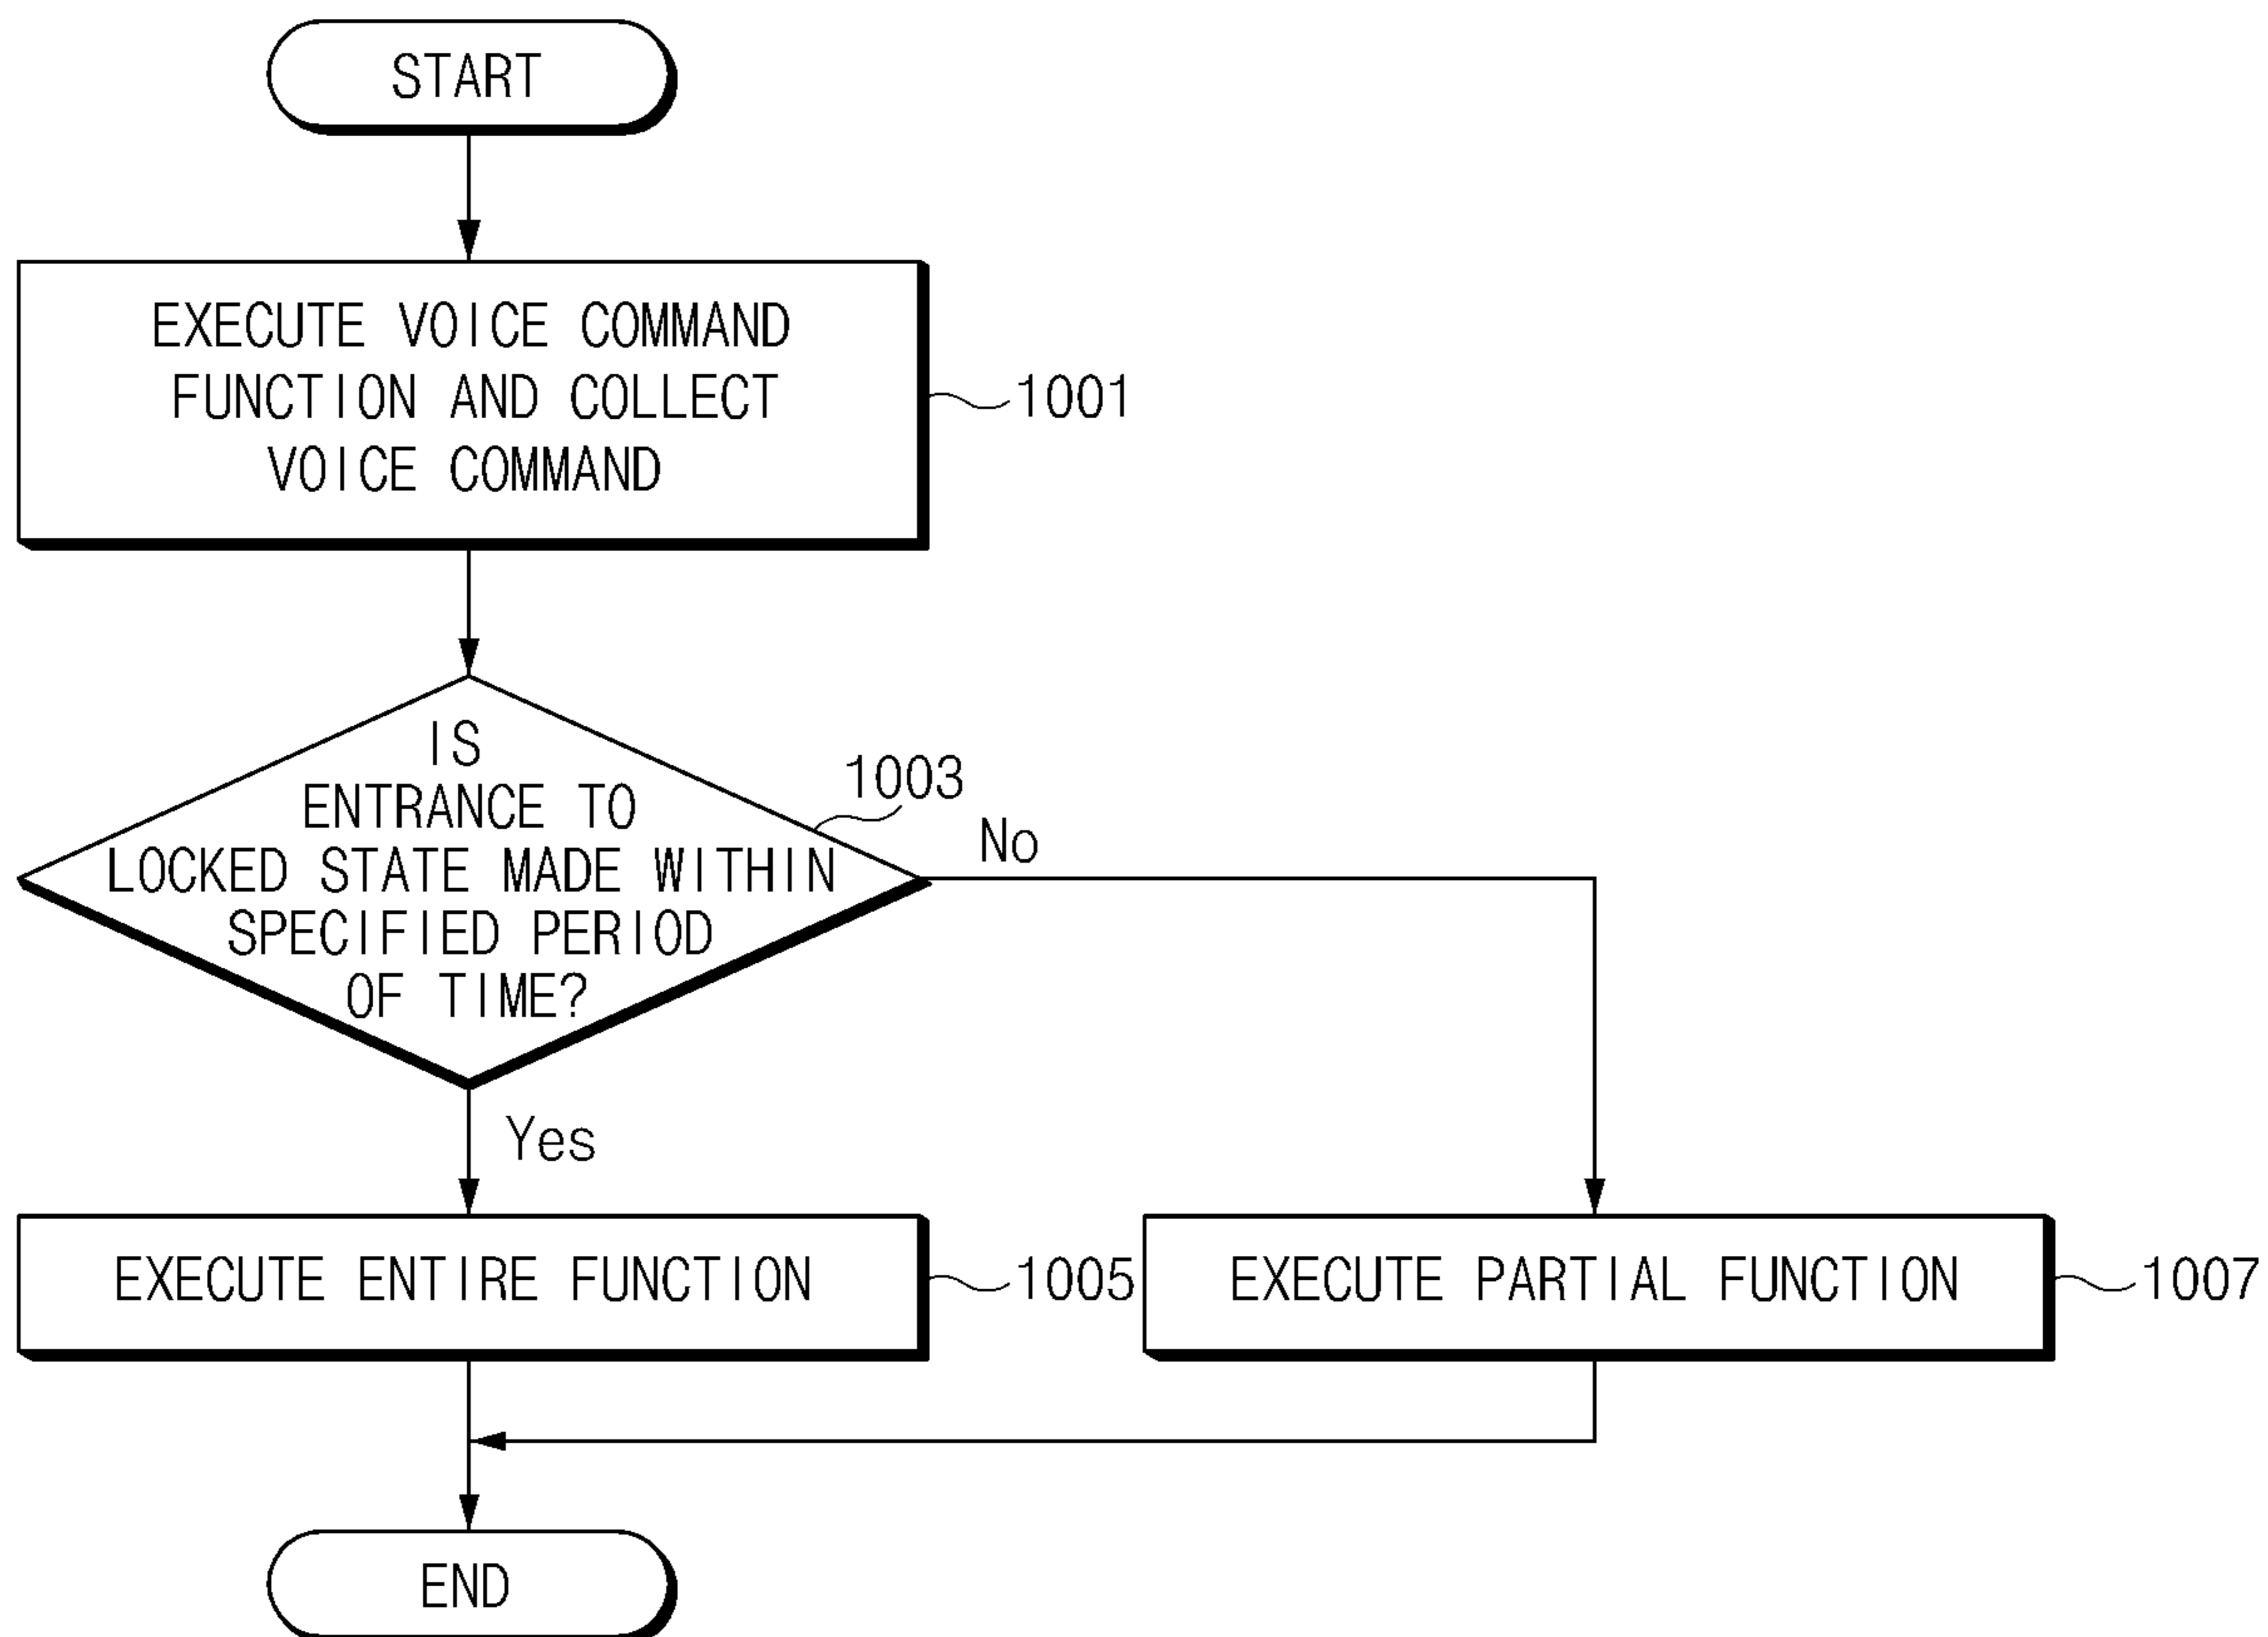 START
EXECUTE VOICE COMMAND
FUNCTION AND COLLECT
VOICE COMMAND
1001
IS
ENTRANCE TO
LOCKED STATE MADE WITHIN
SPECIFIED PERIOD
OF TIME?
1003
No
Yes
EXECUTE ENTIRE FUNCTION
1005
EXECUTE PARTIAL FUNCTION
1007
END